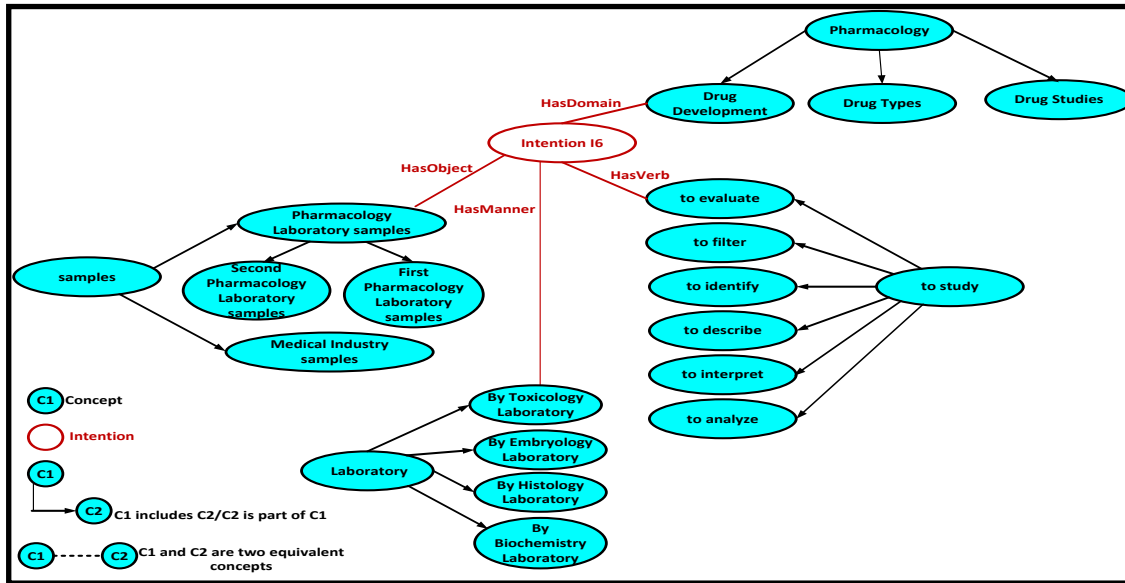 Pharmacology
HasDomain
Drug
Development
Drug Types
Drug Studies
Intention I6
HasObject
HasManner
HasVerb
to evaluate
Pharmacology
Laboratory samples
to filter
samples
Second
Pharmacology
Laboratory
samples
First
Pharmacology
Laboratory
samples
to identify
to study
to describe
Medical Industry
samples
to interpret
to analyze
C1 Concept
Intention
C1
C2 C1 includes C2/C2 is part of C1
C1 C2 C1 and C2 are two equivalent
concepts
By Toxicology
Laboratory
By Embryology
Laboratory
Laboratory
By Histology
Laboratory
By
Biochemistry
Laboratory